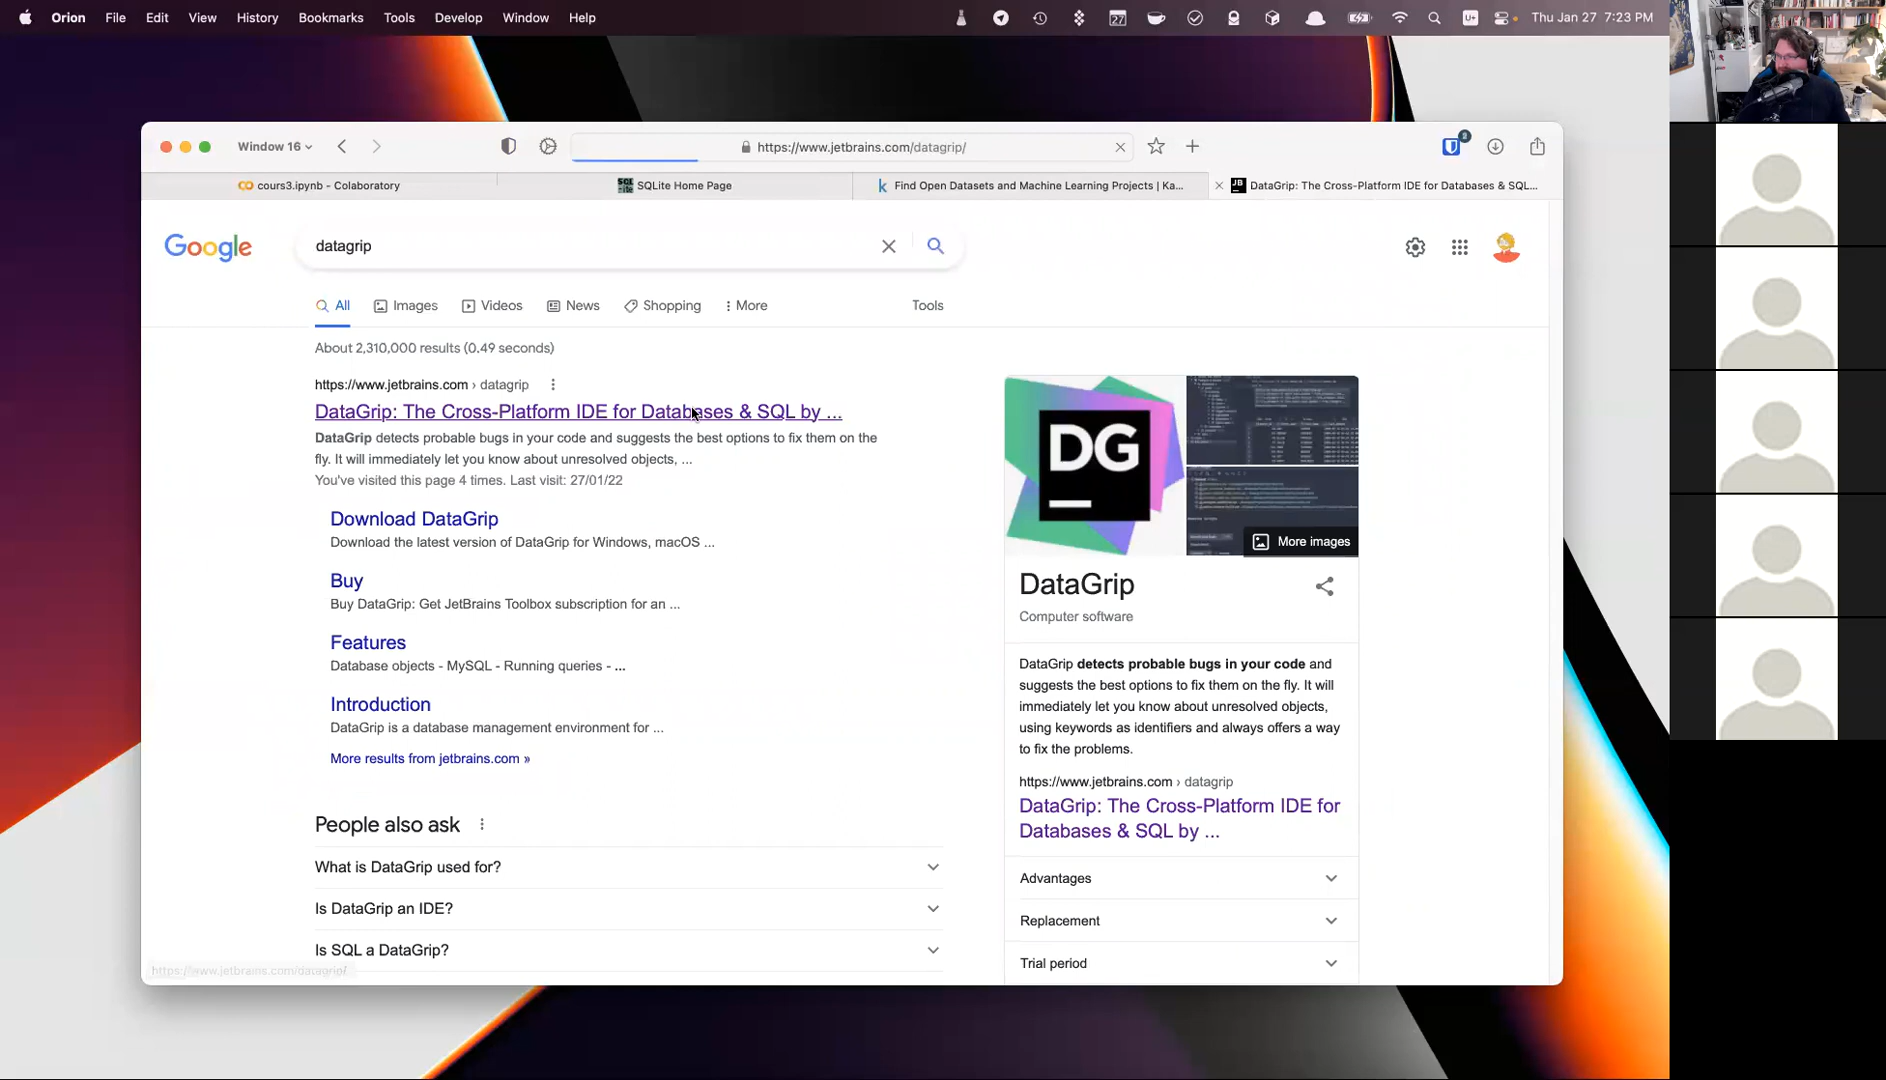 Orion File Edit View History Bookmarks Tools Develop Window Help
27
U+
Thu Jan 27 7:23 PM
Window 16
https://www.jetbrains.com/datagrip/
cours3.ipynb - Colaboratory
SQLite Home Page
Find Open Datasets and Machine Learning Projects | Ka...
DataGrip: The Cross-Platform IDE for Databases & SQL...
Google
datagrip
All Images Videos News Shopping More Tools
About 2,310,000 results (0.49 seconds)
https://www.jetbrains.com › datagrip
DataGrip: The Cross-Platform IDE for Databases & SQL by ...
DataGrip detects probable bugs in your code and suggests the best options to fix them on the
fly. It will immediately let you know about unresolved objects, ...
You've visited this page 4 times. Last visit: 27/01/22
Download DataGrip
Download the latest version of DataGrip for Windows, macOS ...
Buy
Buy DataGrip: Get JetBrains Toolbox subscription for an ...
Features
Database objects - MySQL - Running queries - ...
Introduction
DataGrip is a database management environment for ...
More results from jetbrains.com »
People also ask
What is DataGrip used for?
Is DataGrip an IDE?
Is SQL a DataGrip?
https://www.jetbrains.com/datagrip/
DG
More images
DataGrip
Computer software
DataGrip detects probable bugs in your code and
suggests the best options to fix them on the fly. It will
immediately let you know about unresolved objects,
using keywords as identifiers and always offers a way
to fix the problems.
https://www.jetbrains.com › datagrip
DataGrip: The Cross-Platform IDE for
Databases & SQL by ...
Advantages
Replacement
Trial period